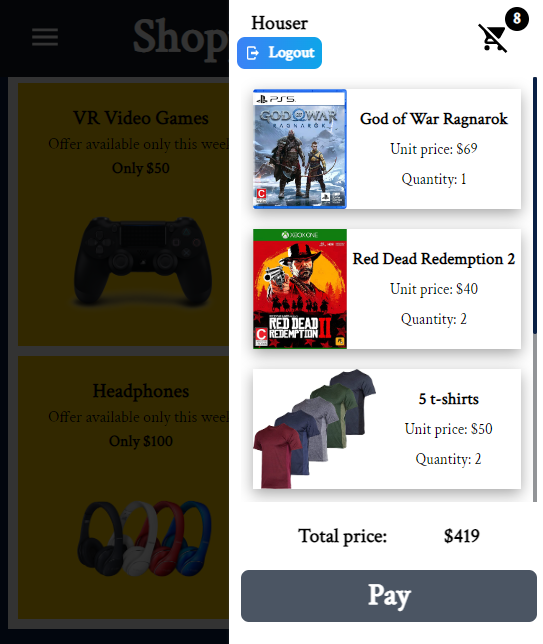 Shop
VR Video Games
Offer available only this wee
Only $50
Headphones
Offer available only this wee
Only $100
Houser
Logout
8
PS5
GOD OF WAR
RAGNARÖK
God of War Ragnarok
Unit price: $69
Quantity: 1
XBOX ONE
RED DEAD
REDEMPTION II
Red Dead Redemption 2
Unit price: $40
Quantity: 2
5 t-shirts
Unit price: $50
Quantity: 2
Total price: $419
Pay